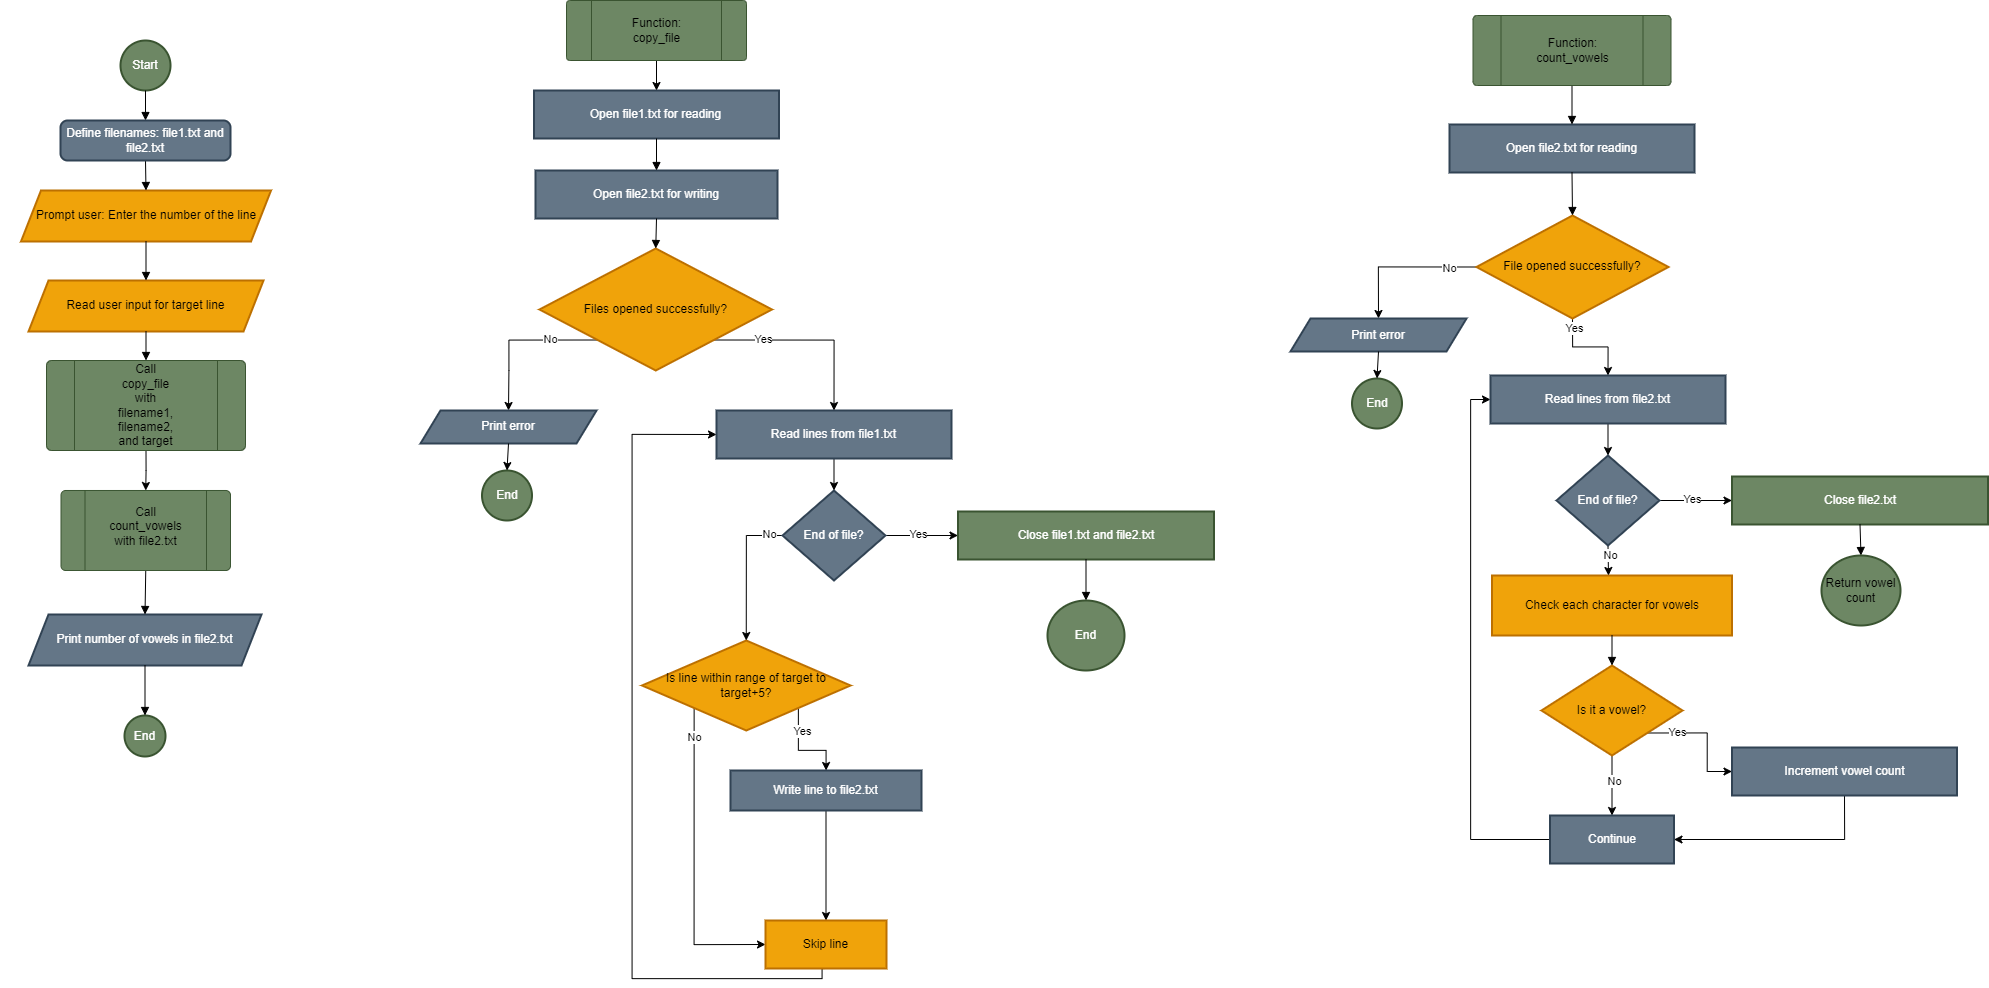 Start
Define filenames: file1.txt and
file2.txt
Prompt user: Enter the number of the line
Read user input for target line
Call
copy_file
with
filename1,
filename2,
and target
Call
count_vowels
with file2.txt
Print number of vowels in file2.txt
End
Function:
copy_file
Open file1.txt for reading
Open file2.txt for writing
Files opened successfully?
No
Yes
Print error
End
Read lines from file1.txt
End of file?
No
Yes
Close file1.txt and file2.txt
End
Is line within range of target to
target+5?
No
Yes
Write line to file2.txt
Skip line
Function:
count_vowels
Open file2.txt for reading
File opened successfully?
No
Yes
Print error
End
Read lines from file2.txt
End of file?
Yes
Close file2.txt
Return vowel
count
No
Check each character for vowels
Is it a vowel?
Yes
Increment vowel count
No
Continue